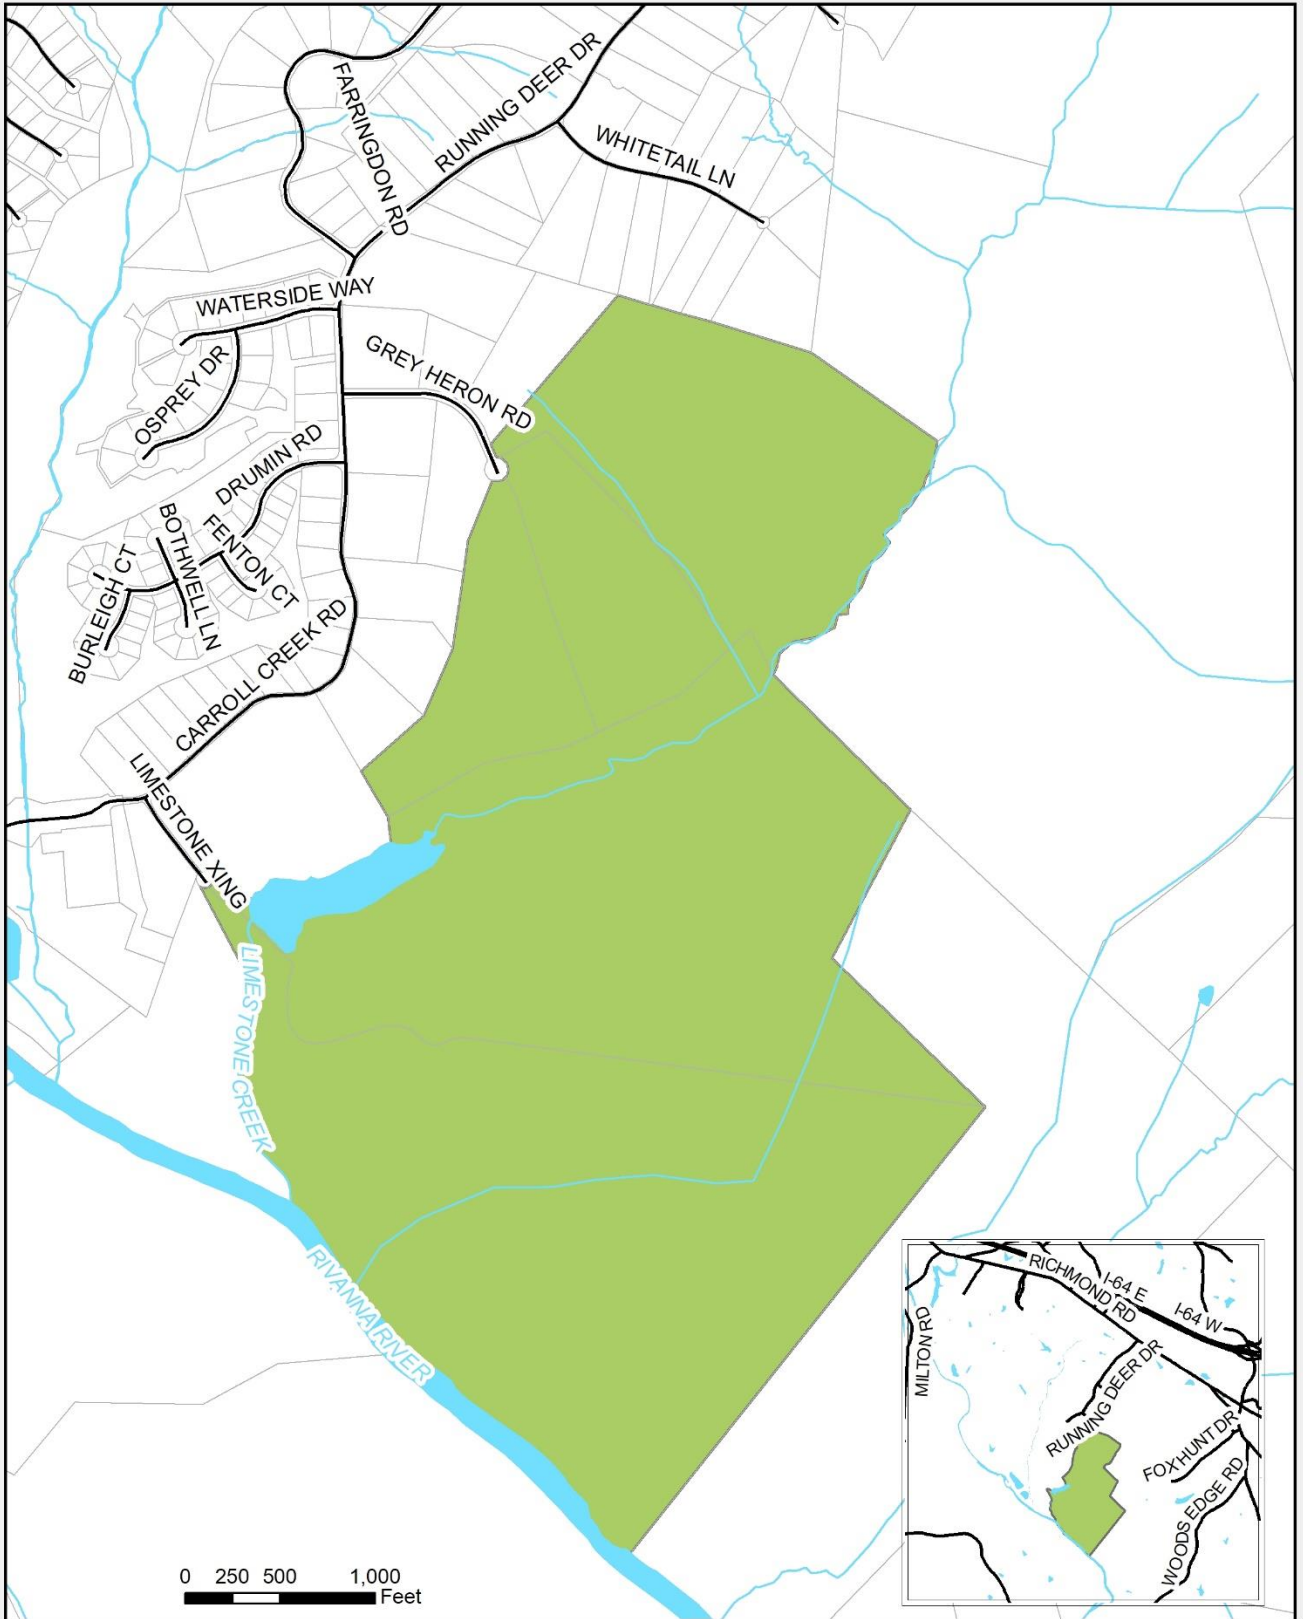 FARRINGDON RD
RUNNING DEER DR
WHITETAIL LN
WATERSIDE WAY
GREY HERON RD
OSPREY DR
DRUMIN RD
BOTHWELL LN
FENTON CT
BURLEIGH CT
CARROLL CREEK RD
LIMESTONE XING
LIMESTONE CREEK
RIVANNA RIVER
RICHMOND RD
I-64 E
I-64 W
MILTON RD
RUNNING DEER DR
FOX HUNT DR
WOODS EDGE RD
0 250 500 1,000
Feet